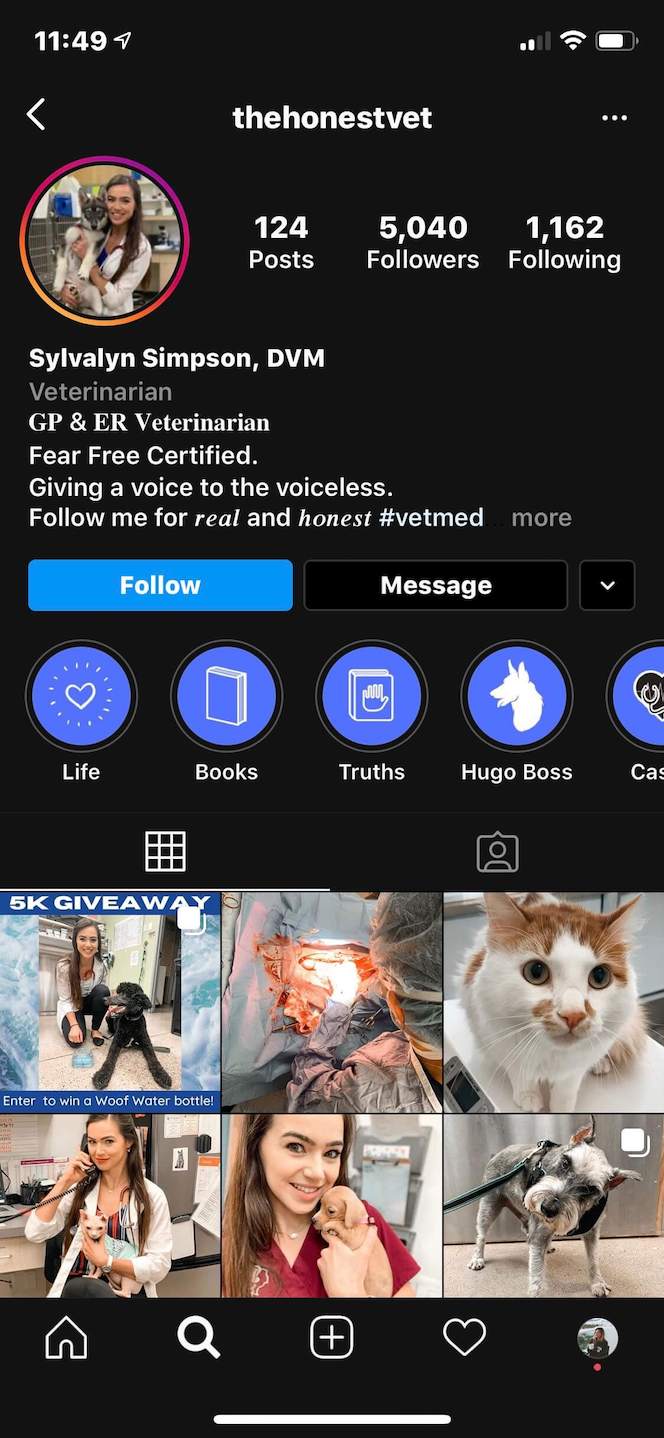 11:49
thehonestvet
124 5,040 1,162
Posts Followers Following
Sylvalyn Simpson, DVM
Veterinarian
GP & ER Veterinarian
Fear Free Certified.
Giving a voice to the voiceless.
Follow me for real and honest #vetmed ... more
Follow Message
Life Books Truths Hugo Boss Cas
5K GIVEAWAY
Enter to win a Woof Water bottle!